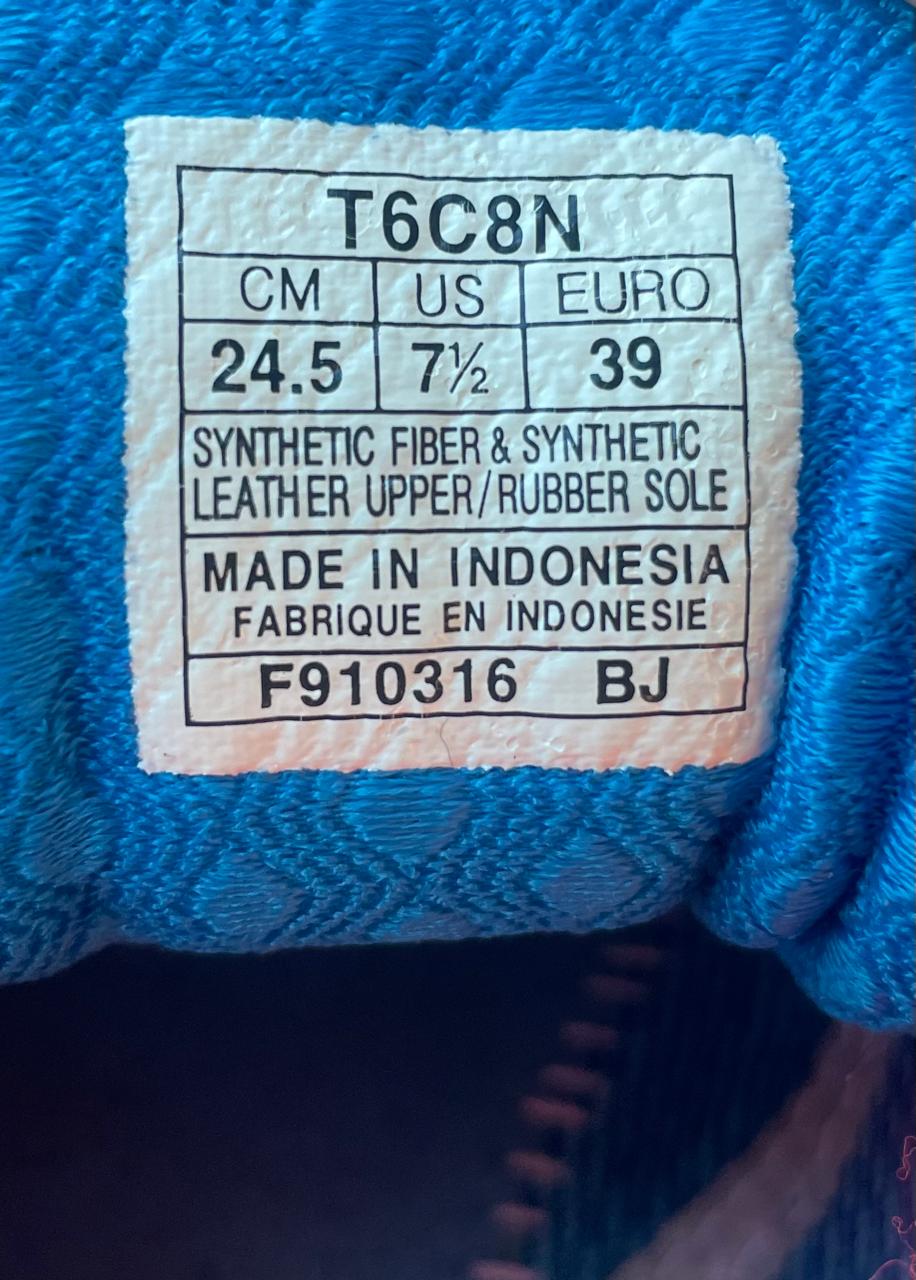 T6C8N
CM US EURO
24.5 7½ 39
SYNTHETIC FIBER & SYNTHETIC
LEATHER UPPER/RUBBER SOLE
MADE IN INDONESIA
FABRIQUE EN INDONESIE
F910316 BJ